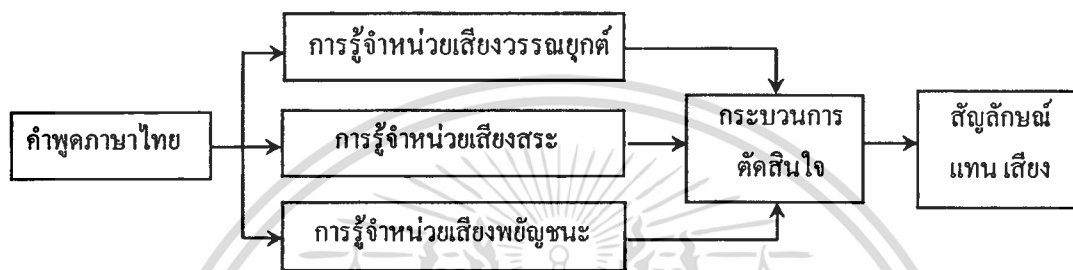 การรู้จำหน่วยเสียงวรรณยุกต์
คำพูดภาษาไทย
การรู้จำหน่วยเสียงสระ
การรู้จำหน่วยเสียงพยัญชนะ
กระบวนการ
ตัดสินใจ
สัญลักษณ์
แทน เสียง